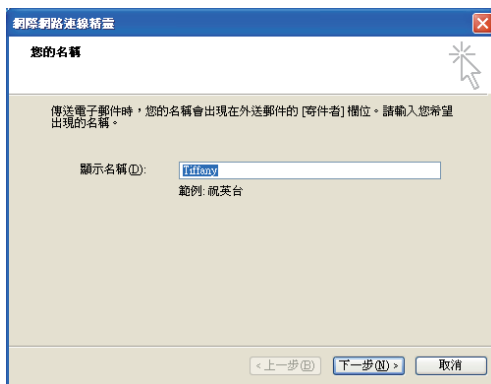 網際網路連線精靈
您的名稱
傳送電子郵件時，您的名稱會出現在外送郵件的 [寄件者] 欄位。請輸入您希望
出現的名稱。
顯示名稱(D): Tiffany
範例: 祝英台
<上一步(B) 下一步(N)> 取消